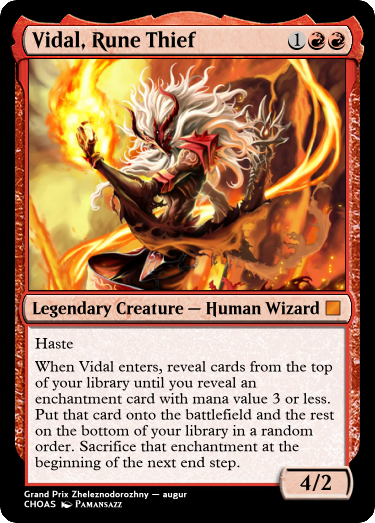 Vidal, Rune Thief 1
Legendary Creature — Human Wizard
Haste
When Vidal enters, reveal cards from the top
of your library until you reveal an
enchantment card with mana value 3 or less.
Put that card onto the battlefield and the rest
on the bottom of your library in a random
order. Sacrifice that enchantment at the
beginning of the next end step.
4/2
Grand Prix Zheleznodorozhny — augur
CHOAS Pamansazz